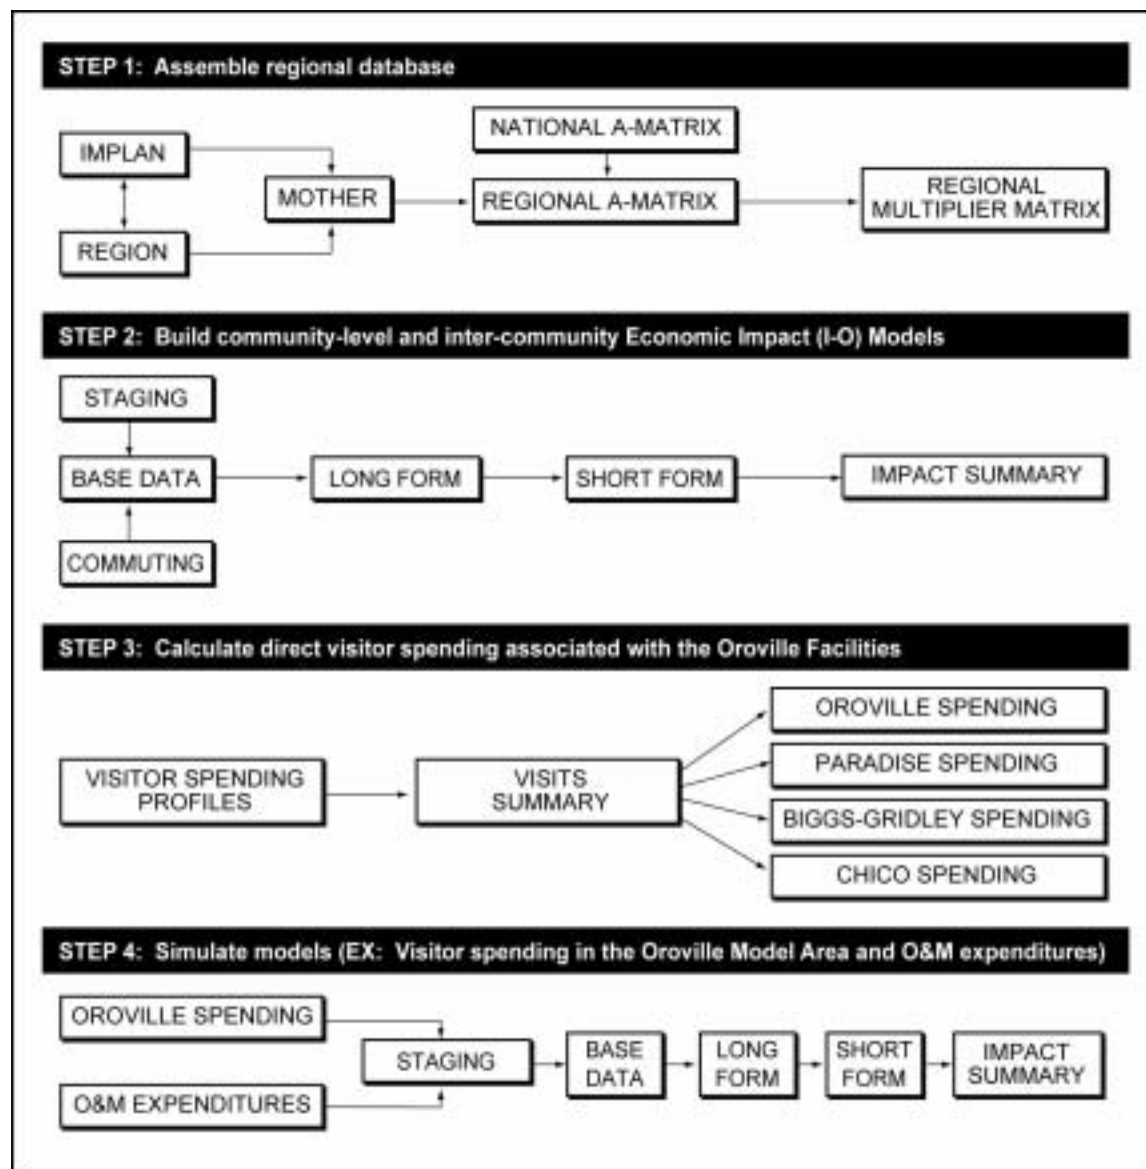 STEP 1: Assemble regional database
IMPLAN
REGION
MOTHER
NATIONAL A-MATRIX
REGIONAL A-MATRIX
REGIONAL
MULTIPLIER MATRIX
STEP 2: Build community-level and inter-community Economic Impact (I-O) Models
STAGING
BASE DATA
COMMUTING
LONG FORM
SHORT FORM
IMPACT SUMMARY
STEP 3: Calculate direct visitor spending associated with the Oroville Facilities
VISITOR SPENDING
PROFILES
VISITS
SUMMARY
OROVILLE SPENDING
PARADISE SPENDING
BIGGS-GRIDLEY SPENDING
CHICO SPENDING
STEP 4: Simulate models (EX: Visitor spending in the Oroville Model Area and O&M expenditures)
OROVILLE SPENDING
O&M EXPENDITURES
STAGING
BASE
DATA
LONG
FORM
SHORT
FORM
IMPACT
SUMMARY